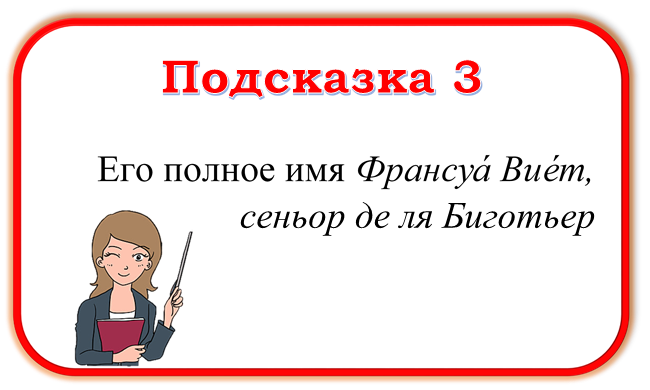 Подсказка 3
Его полное имя Франсуа́ Вие́т,
сеньор де ля Биготьер